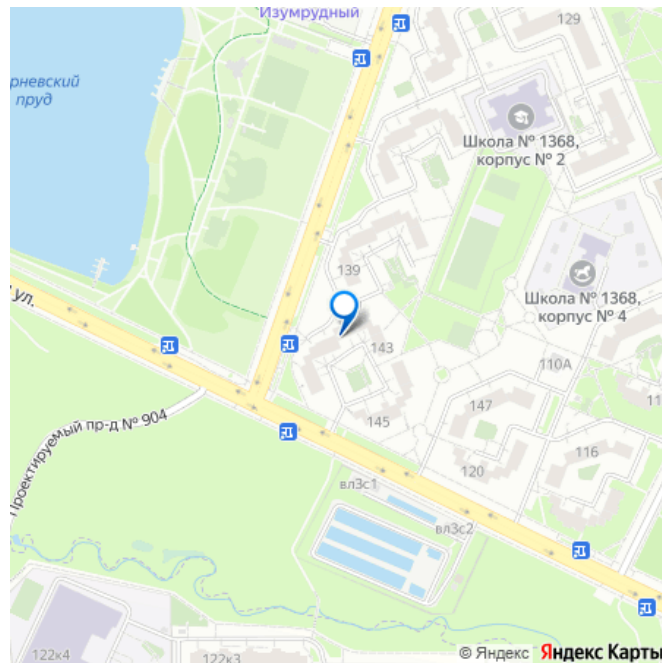 Изумрудный
129
рневский
пруд
Школа № 1368,
корпус № 2
139
Школа № 1368,
корпус № 4
ул.
143
110А
Проектируемый пр-д № 904
145
147
116
120
вл3с1
вл3с2
122к4
122к3
© Яндекс Яндекс Карты